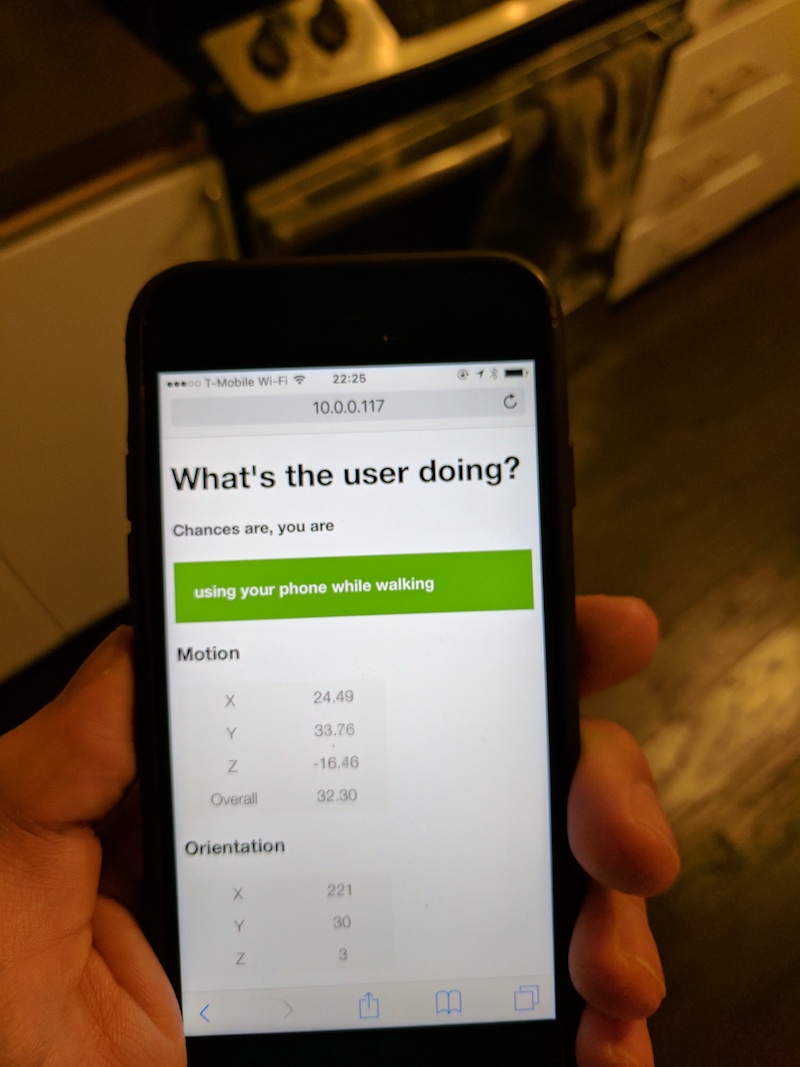 T-Mobile Wi-Fi 22:25
10.0.0.117
What's the user doing?
Chances are, you are
using your phone while walking
Motion
X 24.49
Y 33.76
Z -16.46
Overall 32.30
Orientation
X 221
Y 30
Z 3